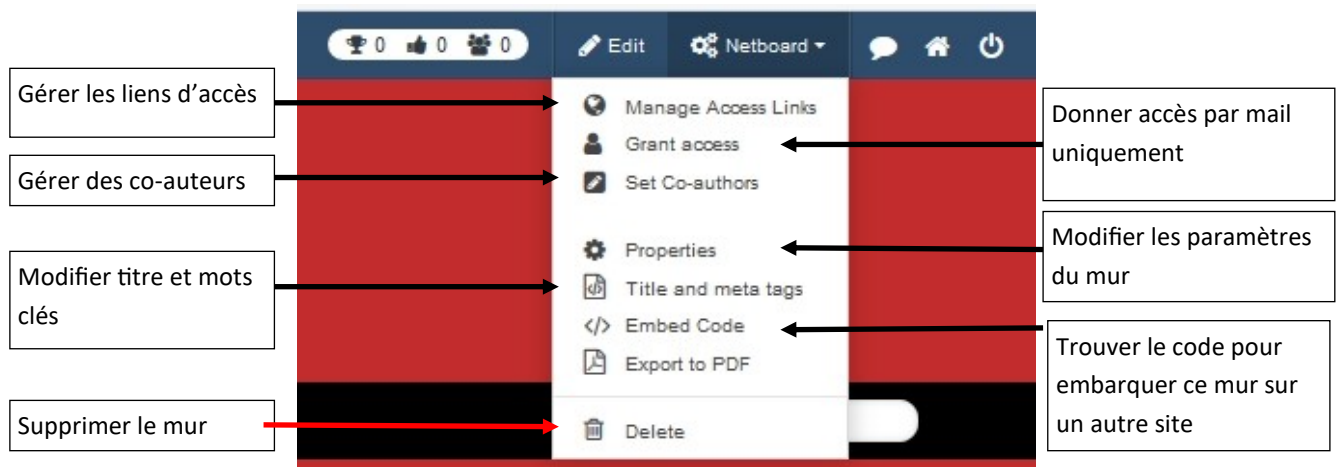 0 0 0 Edit Netboard
Gérer les liens d’accès
Manage Access Links
Donner accès par mail
uniquement
Grant access
Gérer des co-auteurs
Set Co-authors
Modifier les paramètres
du mur
Properties
Modifier titre et mots
clés
Title and meta tags
</> Embed Code
Trouver le code pour
embarquer ce mur sur
un autre site
Export to PDF
Supprimer le mur
Delete